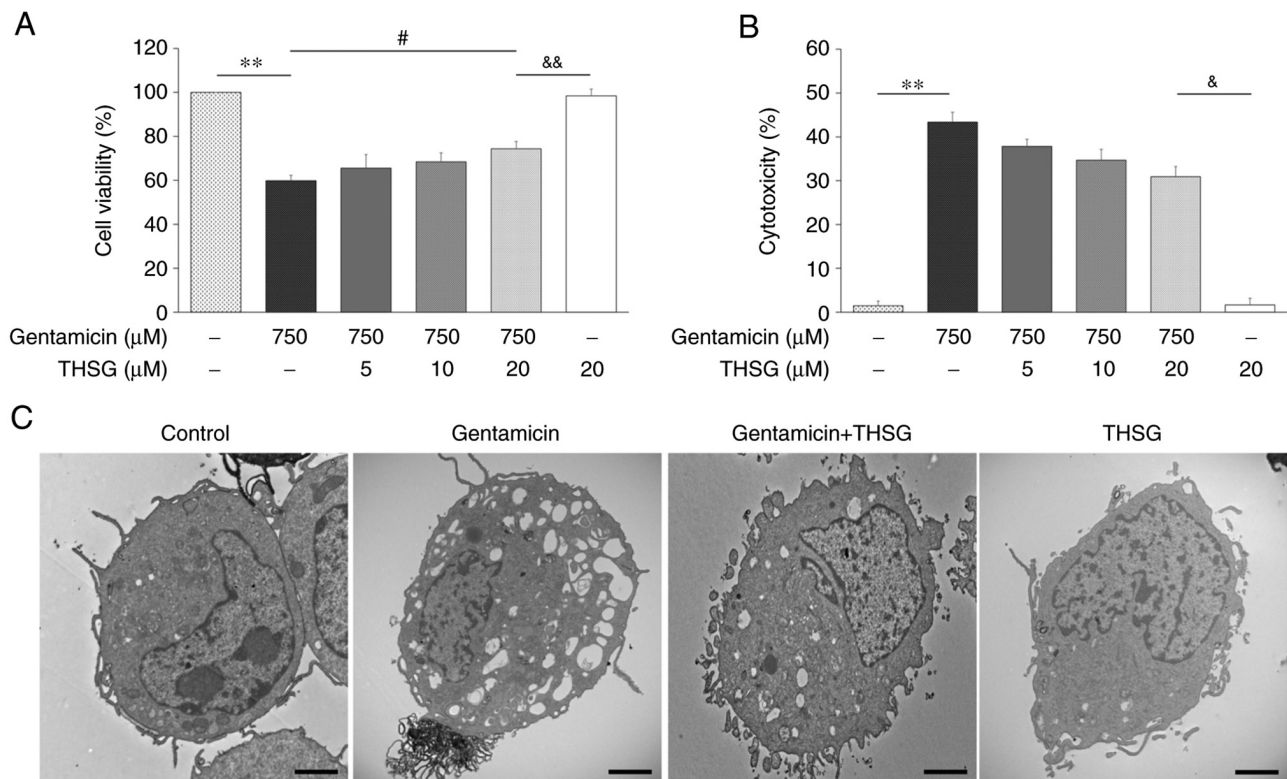 A
Cell viability (%)
120
100
80
60
40
20
0
**
#
&&
Gentamicin (μM) – 750 750 750 750 –
THSG (μM) – – 5 10 20 20
B
Cytotoxicity (%)
60
50
40
30
20
10
0
**
&
Gentamicin (μM) – 750 750 750 750 –
THSG (μM) – – 5 10 20 20
C
Control
Gentamicin
Gentamicin+THSG
THSG